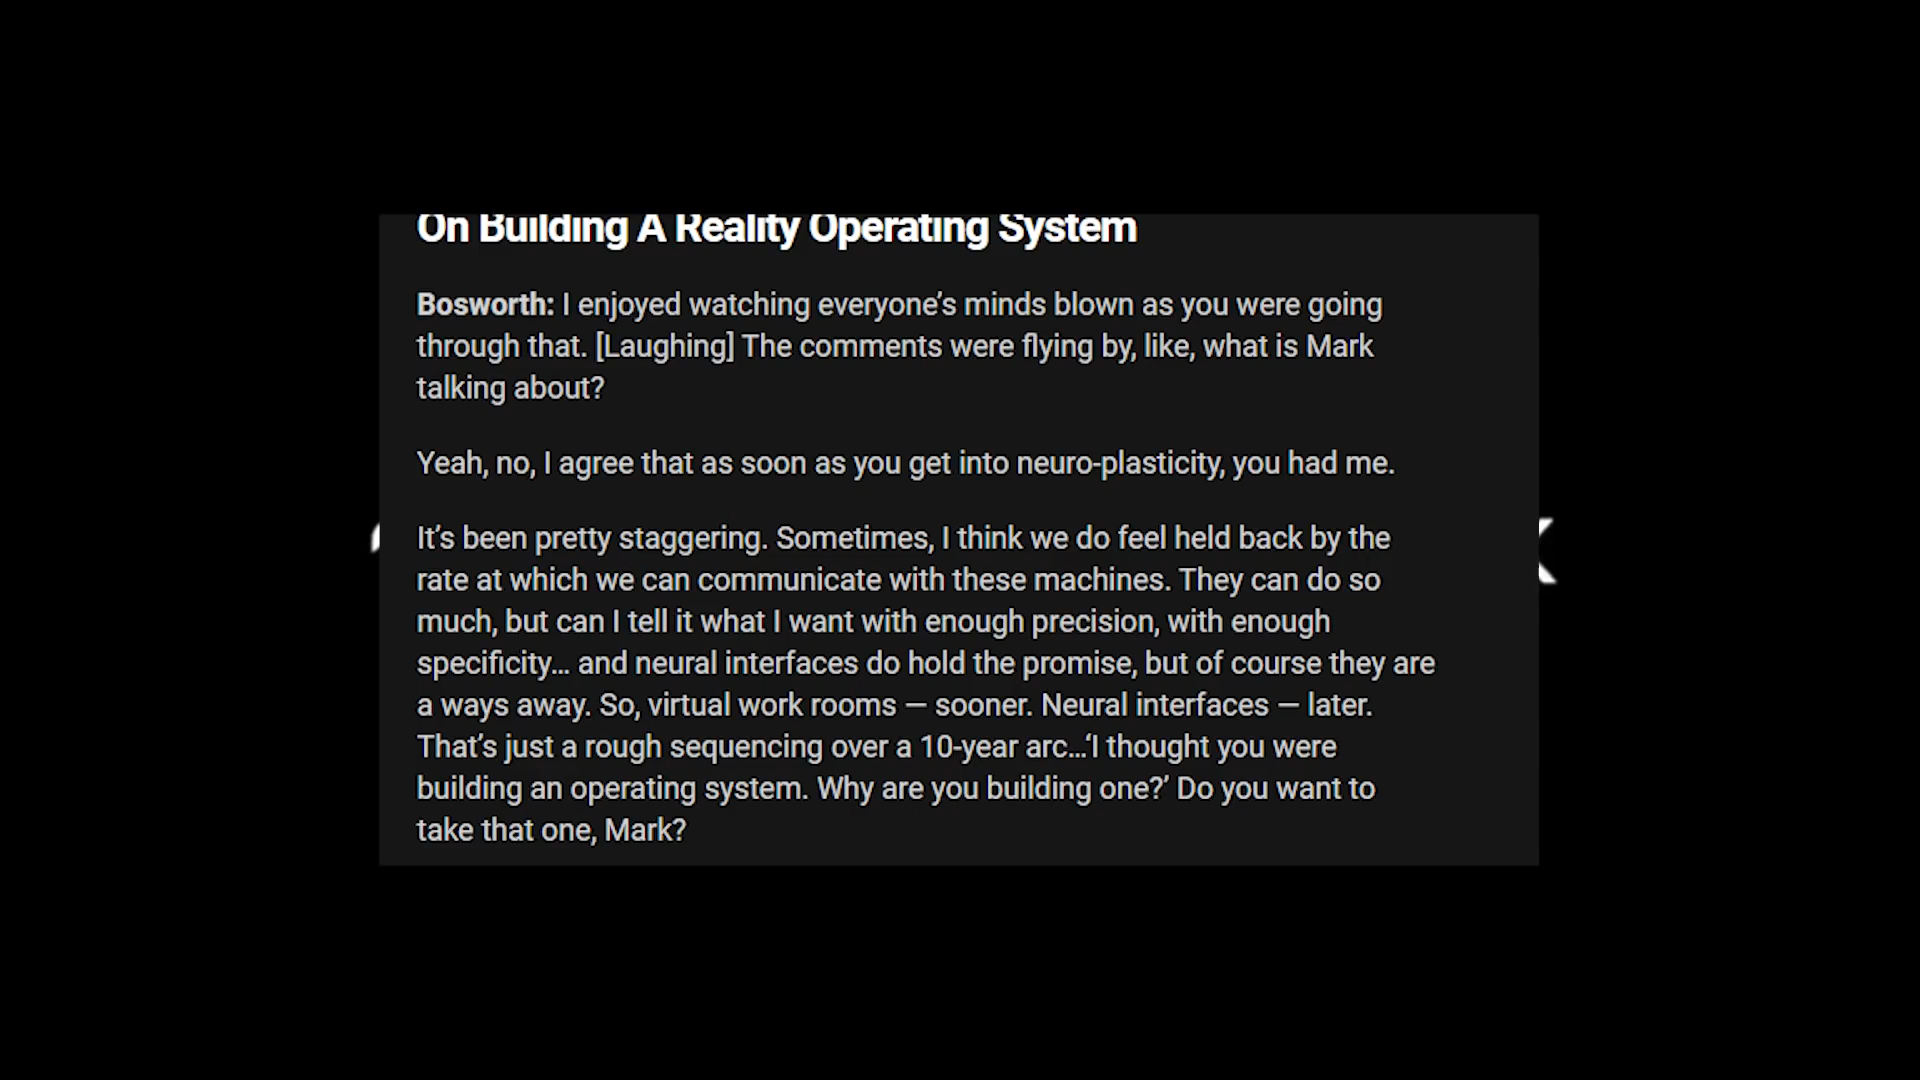 On Building A Reality Operating System
Bosworth: I enjoyed watching everyone’s minds blown as you were going
through that. [Laughing] The comments were flying by, like, what is Mark
talking about?
Yeah, no, I agree that as soon as you get into neuro-plasticity, you had me.
It’s been pretty staggering. Sometimes, I think we do feel held back by the
rate at which we can communicate with these machines. They can do so
much, but can I tell it what I want with enough precision, with enough
specificity… and neural interfaces do hold the promise, but of course they are
a ways away. So, virtual work rooms — sooner. Neural interfaces — later.
That’s just a rough sequencing over a 10-year arc…‘I thought you were
building an operating system. Why are you building one?’ Do you want to
take that one, Mark?